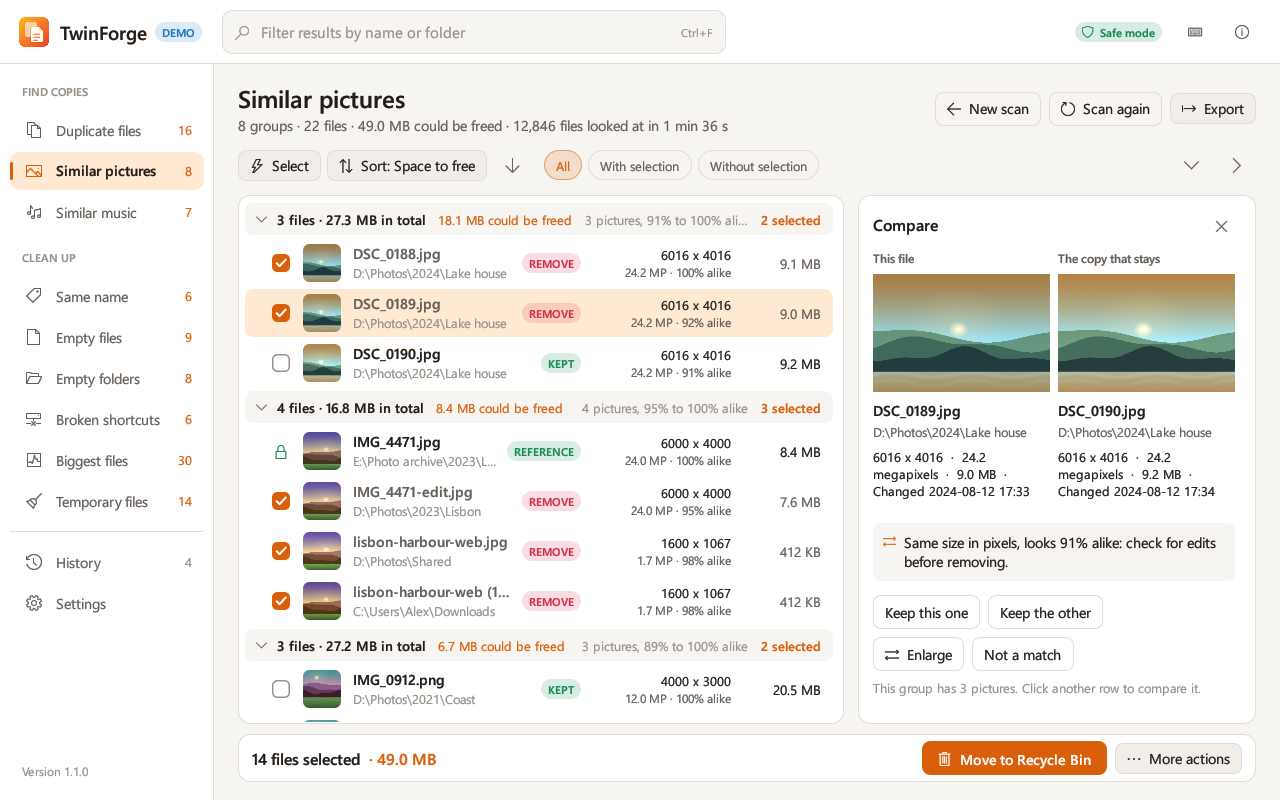 TwinForge DEMO
Filter results by name or folder Ctrl+F
Safe mode
FIND COPIES
Duplicate files 16
Similar pictures 8
Similar music 7
CLEAN UP
Same name 6
Empty files 9
Empty folders 8
Broken shortcuts 6
Biggest files 30
Temporary files 14
History 4
Settings
Version 1.1.0
Similar pictures
8 groups · 22 files · 49.0 MB could be freed · 12,846 files looked at in 1 min 36 s
New scan
Scan again
Export
Select
Sort: Space to free
All
With selection
Without selection
3 files · 27.3 MB in total 18.1 MB could be freed 3 pictures, 91% to 100% ali... 2 selected
DSC_0188.jpg
D:\Photos\2024\Lake house
REMOVE
6016 x 4016
24.2 MP · 100% alike
9.1 MB
DSC_0189.jpg
D:\Photos\2024\Lake house
REMOVE
6016 x 4016
24.2 MP · 92% alike
9.0 MB
DSC_0190.jpg
D:\Photos\2024\Lake house
KEPT
6016 x 4016
24.2 MP · 91% alike
9.2 MB
4 files · 16.8 MB in total 8.4 MB could be freed 4 pictures, 95% to 100% alike 3 selected
IMG_4471.jpg
E:\Photo archive\2023\L...
REFERENCE
6000 x 4000
24.0 MP · 100% alike
8.4 MB
IMG_4471-edit.jpg
D:\Photos\2023\Lisbon
REMOVE
6000 x 4000
24.0 MP · 95% alike
7.6 MB
lisbon-harbour-web.jpg
D:\Photos\Shared
REMOVE
1600 x 1067
1.7 MP · 98% alike
412 KB
lisbon-harbour-web (1...
C:\Users\Alex\Downloads
REMOVE
1600 x 1067
1.7 MP · 98% alike
412 KB
3 files · 27.2 MB in total 6.7 MB could be freed 3 pictures, 89% to 100% alike 2 selected
IMG_0912.png
D:\Photos\2021\Coast
KEPT
4000 x 3000
12.0 MP · 100% alike
20.5 MB
Compare
This file
The copy that stays
DSC_0189.jpg
D:\Photos\2024\Lake house
6016 x 4016 · 24.2
megapixels · 9.0 MB ·
Changed 2024-08-12 17:33
DSC_0190.jpg
D:\Photos\2024\Lake house
6016 x 4016 · 24.2
megapixels · 9.2 MB ·
Changed 2024-08-12 17:34
Same size in pixels, looks 91% alike: check for edits
before removing.
Keep this one
Keep the other
Enlarge
Not a match
This group has 3 pictures. Click another row to compare it.
14 files selected · 49.0 MB
Move to Recycle Bin
More actions